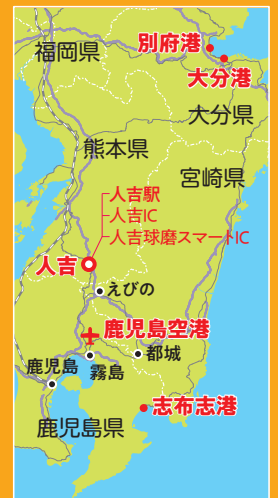 福岡県
別府港
大分港
大分県
熊本県
宮崎県
人吉駅
人吉IC
人吉球磨スマートIC
人吉
えびの
鹿児島空港
都城
鹿児島
霧島
志布志港
鹿児島県